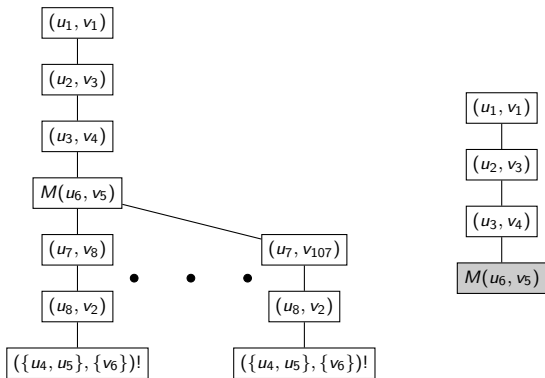 (u₁, v₁)
(u₂, v₃)
(u₃, v₄)
M(u₆, v₅)
(u₇, v₈)
(u₈, v₂)
({u₄, u₅}, {v₆})!
(u₇, v₁₀₇)
(u₈, v₂)
({u₄, u₅}, {v₆})!
(u₁, v₁)
(u₂, v₃)
(u₃, v₄)
M(u₆, v₅)